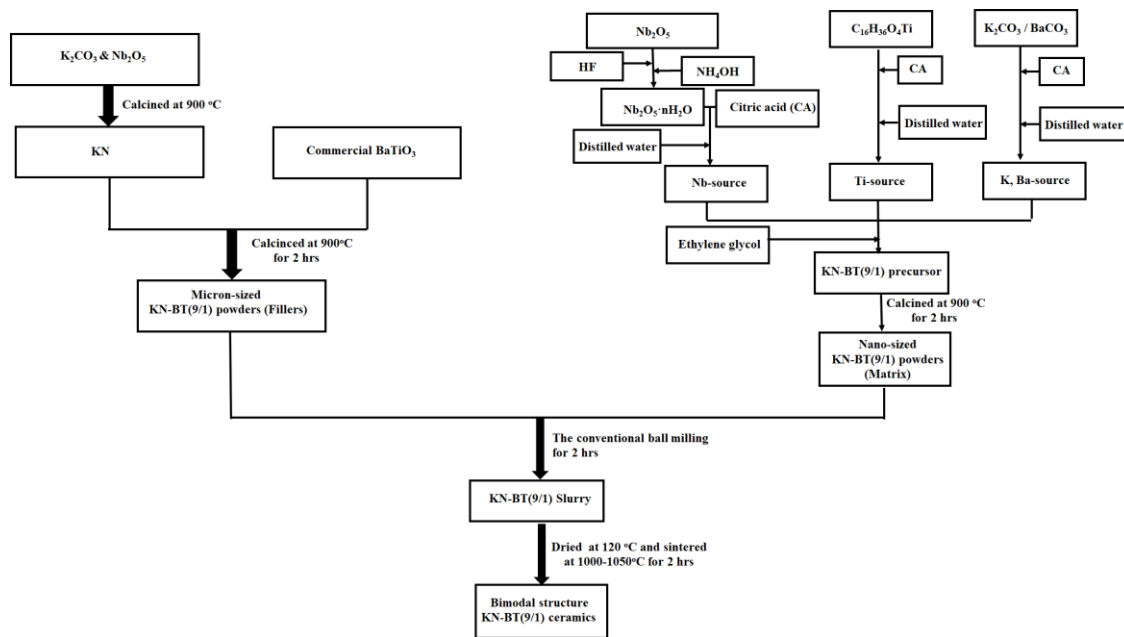 K₂CO₃ & Nb₂O₅
Calcined at 900 °C
KN
Commercial BaTiO₃
Calcinced at 900°C
for 2 hrs
Micron-sized
KN-BT(9/1) powders (Fillers)
Nb₂O₅
HF
NH₄OH
Nb₂O₅·nH₂O
Citric acid (CA)
Distilled water
Nb-source
C₁₆H₃₆O₄Ti
CA
Distilled water
Ti-source
K₂CO₃ / BaCO₃
CA
Distilled water
K, Ba-source
Ethylene glycol
KN-BT(9/1) precursor
Calcined at 900 °C
for 2 hrs
Nano-sized
KN-BT(9/1) powders
(Matrix)
The conventional ball milling
for 2 hrs
KN-BT(9/1) Slurry
Dried at 120 °C and sintered
at 1000-1050°C for 2 hrs
Bimodal structure
KN-BT(9/1) ceramics